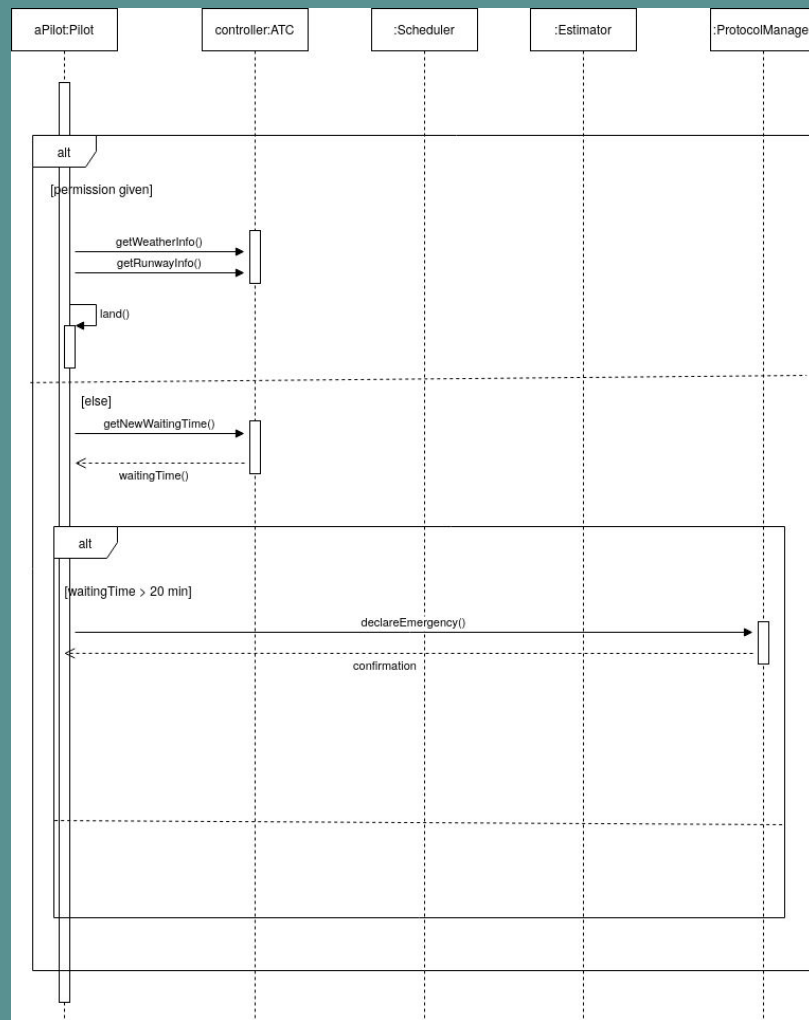 aPilot:Pilot
controller:ATC
:Scheduler
:Estimator
:ProtocolManage
alt
[permission given]
getWeatherInfo()
getRunwayInfo()
land()
[else]
getNewWaitingTime()
waitingTime()
alt
[waitingTime > 20 min]
declareEmergency()
confirmation